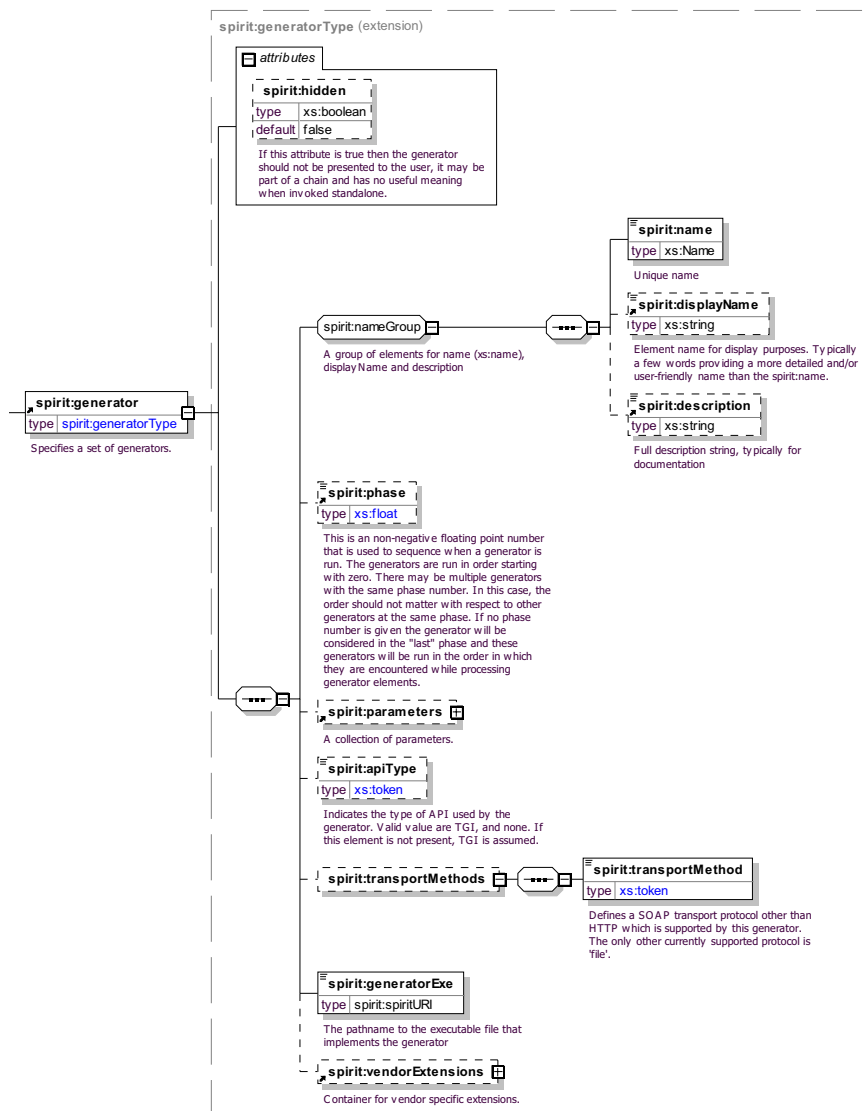 spirit:generatorType (extension)
attributes
spirit:hidden
type xs:boolean
default false
If this attribute is true then the generator
should not be presented to the user, it may be
part of a chain and has no useful meaning
when invoked standalone.
spirit:name
type xs:Name
Unique name
spirit:displayName
type xs:string
Element name for display purposes. Typically
a few words providing a more detailed and/or
user-friendly name than the spirit:name.
spirit:description
type xs:string
Full description string, typically for
documentation
spirit:nameGroup
A group of elements for name (xs:name),
displayName and description
spirit:generator
type spirit:generatorType
Specifies a set of generators.
spirit:phase
type xs:float
This is an non-negative floating point number
that is used to sequence when a generator is
run. The generators are run in order starting
with zero. There may be multiple generators
with the same phase number. In this case, the
order should not matter with respect to other
generators at the same phase. If no phase
number is given the generator will be
considered in the "last" phase and these
generators will be run in the order in which
they are encountered while processing
generator elements.
spirit:parameters
A collection of parameters.
spirit:apiType
type xs:token
Indicates the type of API used by the
generator. Valid value are TGI, and none. If
this element is not present, TGI is assumed.
spirit:transportMethods
spirit:transportMethod
type xs:token
Defines a SOAP transport protocol other than
HTTP which is supported by this generator.
The only other currently supported protocol is
'file'.
spirit:generatorExe
type spirit:spiritURI
The pathname to the executable file that
implements the generator
spirit:vendorExtensions
Container for vendor specific extensions.